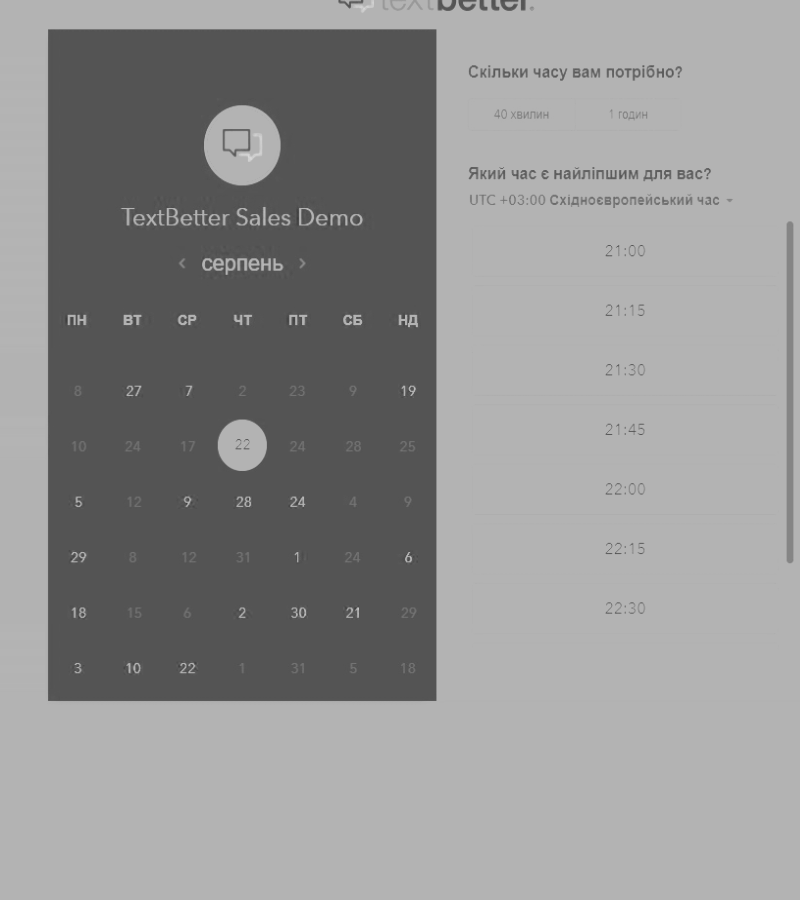 textbetter.
TextBetter Sales Demo
серпень
ПН ВТ СР ЧТ ПТ СБ НД
8 27 7 2 23 9 19
10 24 17 22 24 28 25
5 12 9 28 24 4 9
29 8 12 31 1 24 6
18 15 6 2 30 21 29
3 10 22 1 31 5 18
Скільки часу вам потрібно?
40 хвилин 1 годин
Який час є найліпшим для вас?
UTC +03:00 Східноєвропейський час
21:00
21:15
21:30
21:45
22:00
22:15
22:30